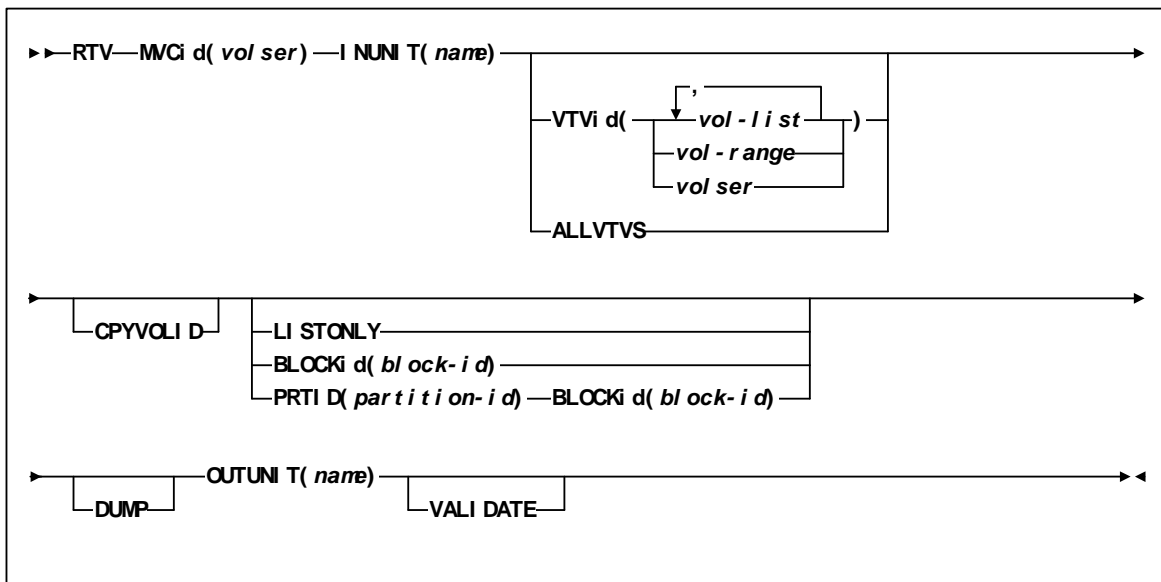 RTV MVCid(volser) INUNIT(name)
,
VTVid( vol-list )
vol-range
volser
ALLVTVS
CPYVOLID LISTONLY
BLOCKid(block-id)
PRTID(partition-id) BLOCKid(block-id)
OUTUNIT(name)
DUMP VALIDATE